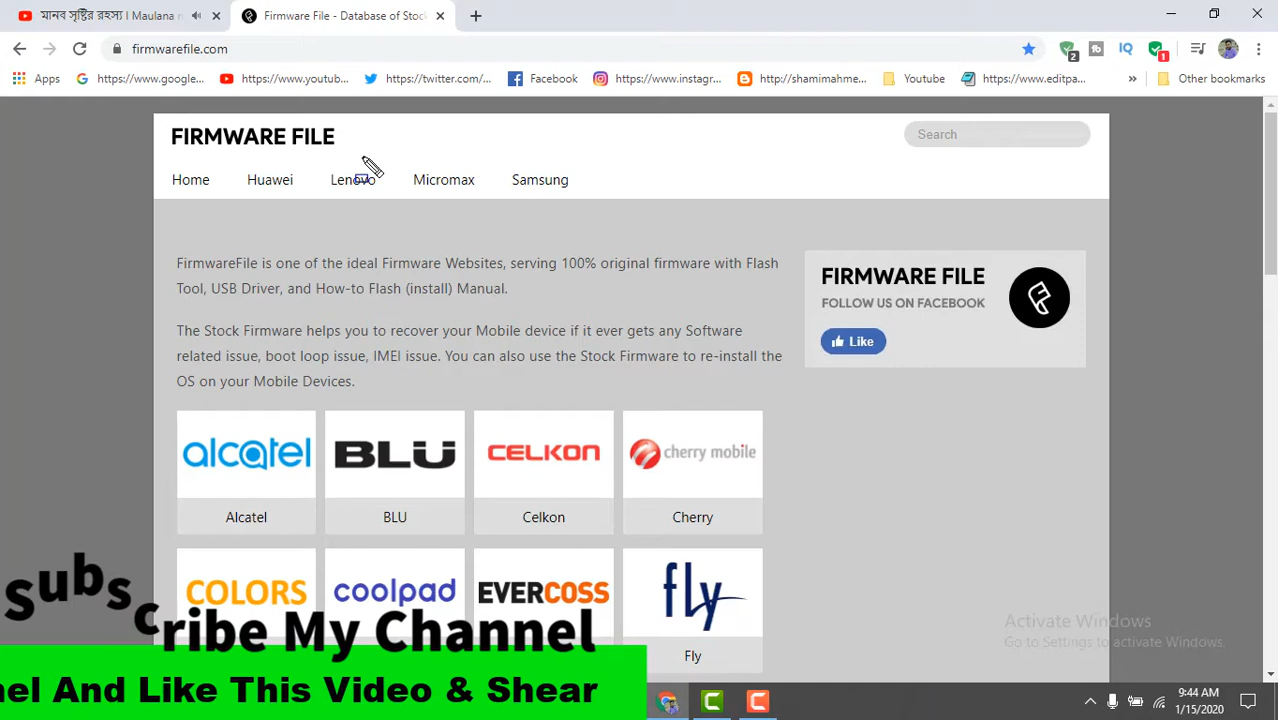 মানব সৃষ্টির রহস্য | Maulana
Firmware File - Database of Stock
firmwarefile.com
2
IQ
1
Apps
https://www.google...
https://www.youtub...
https://twitter.com/...
Facebook
https://www.instagr...
http://shamimahme...
Youtube
https://www.editpa...
»
Other bookmarks
FIRMWARE FILE
Search
Home
Huawei
Lenovo
Micromax
Samsung
FirmwareFile is one of the ideal Firmware Websites, serving 100% original firmware with Flash
Tool, USB Driver, and How-to Flash (install) Manual.
The Stock Firmware helps you to recover your Mobile device if it ever gets any Software
related issue, boot loop issue, IMEI issue. You can also use the Stock Firmware to re-install the
OS on your Mobile Devices.
FIRMWARE FILE
FOLLOW US ON FACEBOOK
Like
alcatel
BLU
CELKON
cherry mobile
Alcatel
BLU
Celkon
Cherry
COLORS
coolpad
EVERCOSS
fly
Fly
Subscribe My Channel
nel And Like This Video & Shear
Activate Windows
Go to Settings to activate Windows.
9:44 AM
1/15/2020